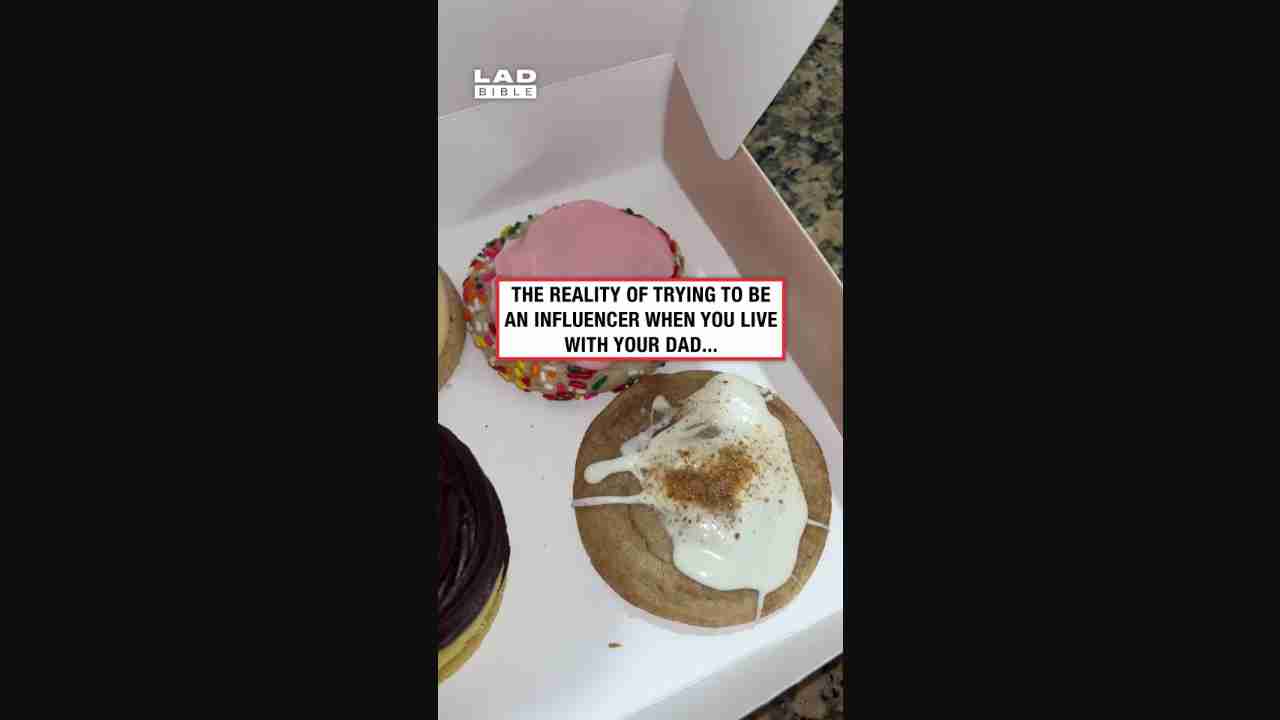 LAD
BIBLE
THE REALITY OF TRYING TO BE
AN INFLUENCER WHEN YOU LIVE
WITH YOUR DAD...